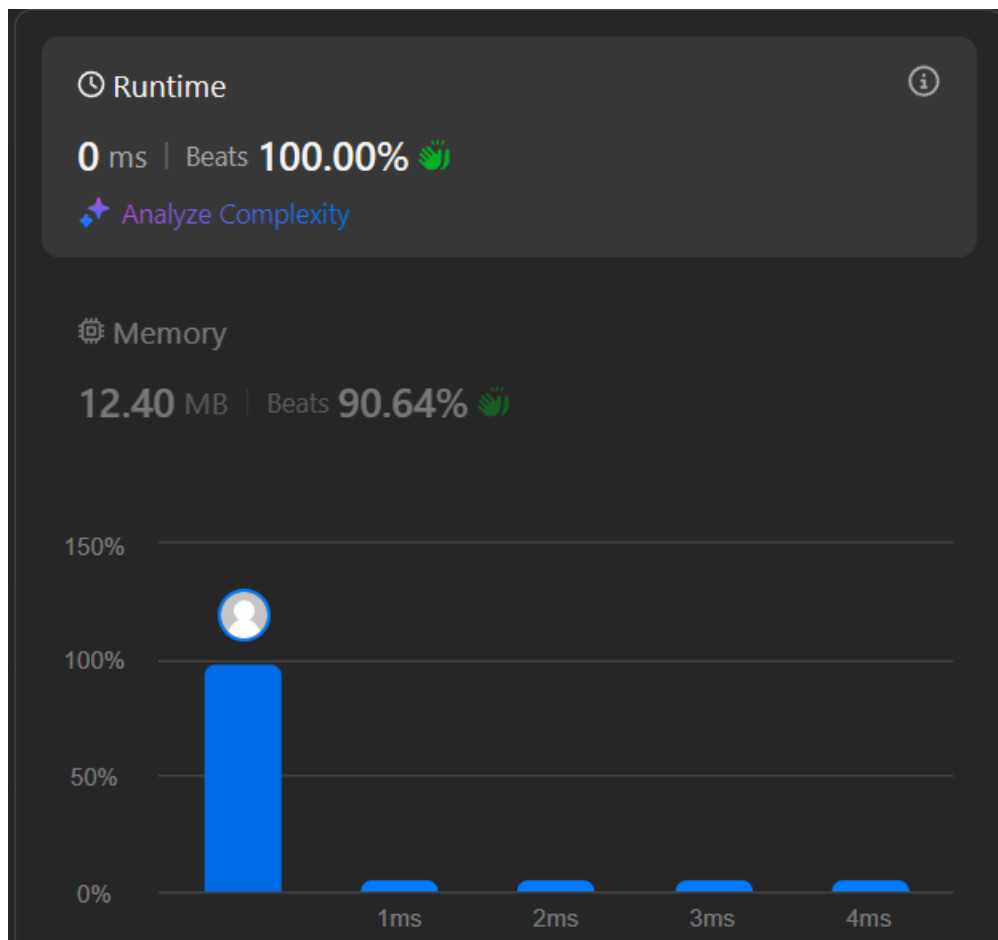 Runtime
0 ms | Beats 100.00%
Analyze Complexity
Memory
12.40 MB | Beats 90.64%
150%
100%
50%
0%
1ms 2ms 3ms 4ms